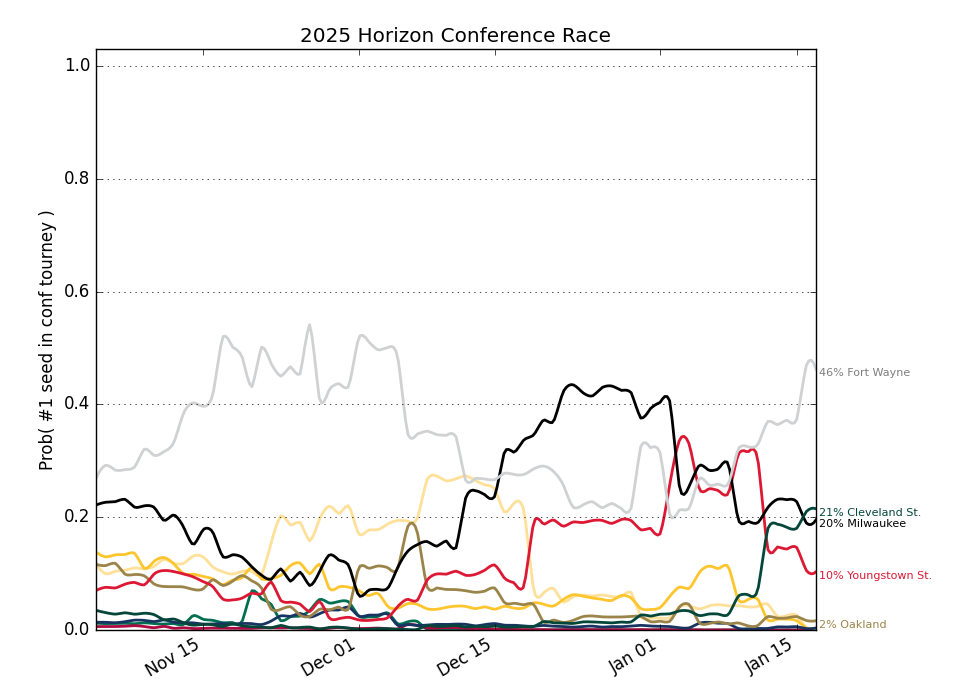 2025 Horizon Conference Race
Prob( #1 seed in conf tourney )
1.0
0.8
0.6
0.4
0.2
0.0
46% Fort Wayne
21% Cleveland St.
20% Milwaukee
10% Youngstown St.
2% Oakland
Nov 15
Dec 01
Dec 15
Jan 01
Jan 15